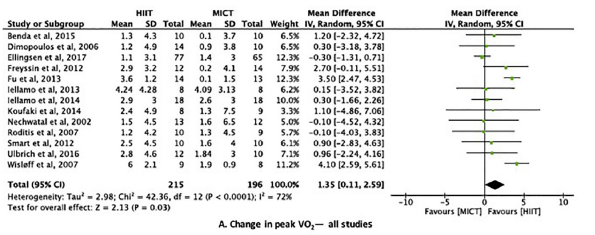 HIIT MICT Mean Difference Mean Difference
Study or Subgroup Mean SD Total Mean SD Total Weight IV, Random, 95% CI IV, Random, 95% CI
Benda et al, 2015 1.3 4.3 10 0.1 3.7 10 6.5% 1.20 [-2.32, 4.72]
Dimopoulos et al, 2006 1.2 4.9 14 0.9 3.8 10 6.6% 0.30 [-3.18, 3.78]
Ellingsen et al, 2017 1.1 3.1 77 1.4 3 65 12.2% -0.30 [-1.31, 0.71]
Freyssin et al, 2012 2.9 3.2 12 0.2 4.1 14 7.7% 2.70 [-0.11, 5.51]
Fu et al, 2013 3.6 1.2 14 0.1 1.5 13 12.2% 3.50 [2.47, 4.53]
Iellamo et al, 2013 4.24 4.28 8 4.09 3.13 8 6.3% 0.15 [-3.52, 3.82]
Iellamo et al, 2014 2.9 3 18 2.6 3 18 10.0% 0.30 [-1.66, 2.26]
Koufaki et al, 2014 2.4 4.9 8 1.3 7.5 9 3.4% 1.10 [-4.86, 7.06]
Nechwatal et al, 2002 1.5 4.5 13 1.6 6.5 12 4.9% -0.10 [-4.52, 4.32]
Roditis et al, 2007 1.2 4.2 10 1.3 4.5 9 5.7% -0.10 [-4.03, 3.83]
Smart et al, 2012 2.5 4.5 10 1.6 4 10 5.9% 0.90 [-2.83, 4.63]
Ulbrich et al, 2016 2.8 4.6 12 1.84 3 10 7.1% 0.96 [-2.24, 4.16]
Wisløff et al, 2007 6 2.1 9 1.9 0.9 8 11.0% 4.10 [2.59, 5.61]
Total (95% CI) 215 196 100.0% 1.35 [0.11, 2.59]
Heterogeneity: Tau² = 2.98; Chi² = 42.36, df = 12 (P < 0.0001); I² = 72%
Test for overall effect: Z = 2.13 (P = 0.03)
-10 -5 0 5 10
Favours [MICT] Favours [HIIT]
A. Change in peak VO₂— all studies